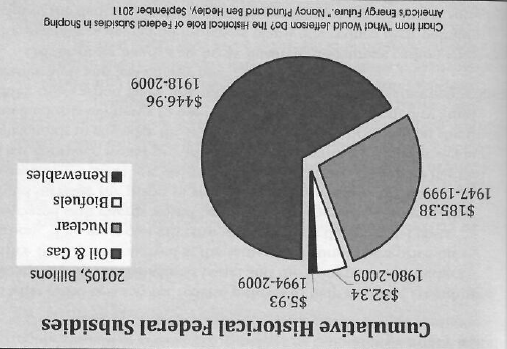 Cumulative Historical Federal Subsidies
$32.34
1980-2009
$5.93
1994-2009
2010$, Billions
Oil & Gas
Nuclear
Biofuels
Renewables
$185.38
1947-1999
$446.96
1918-2009
Chart from "What Would Jefferson Do? The Historical Role of Federal Subsidies in Shaping
America's Energy Future." Nancy Pfund and Ben Healey, September 2011